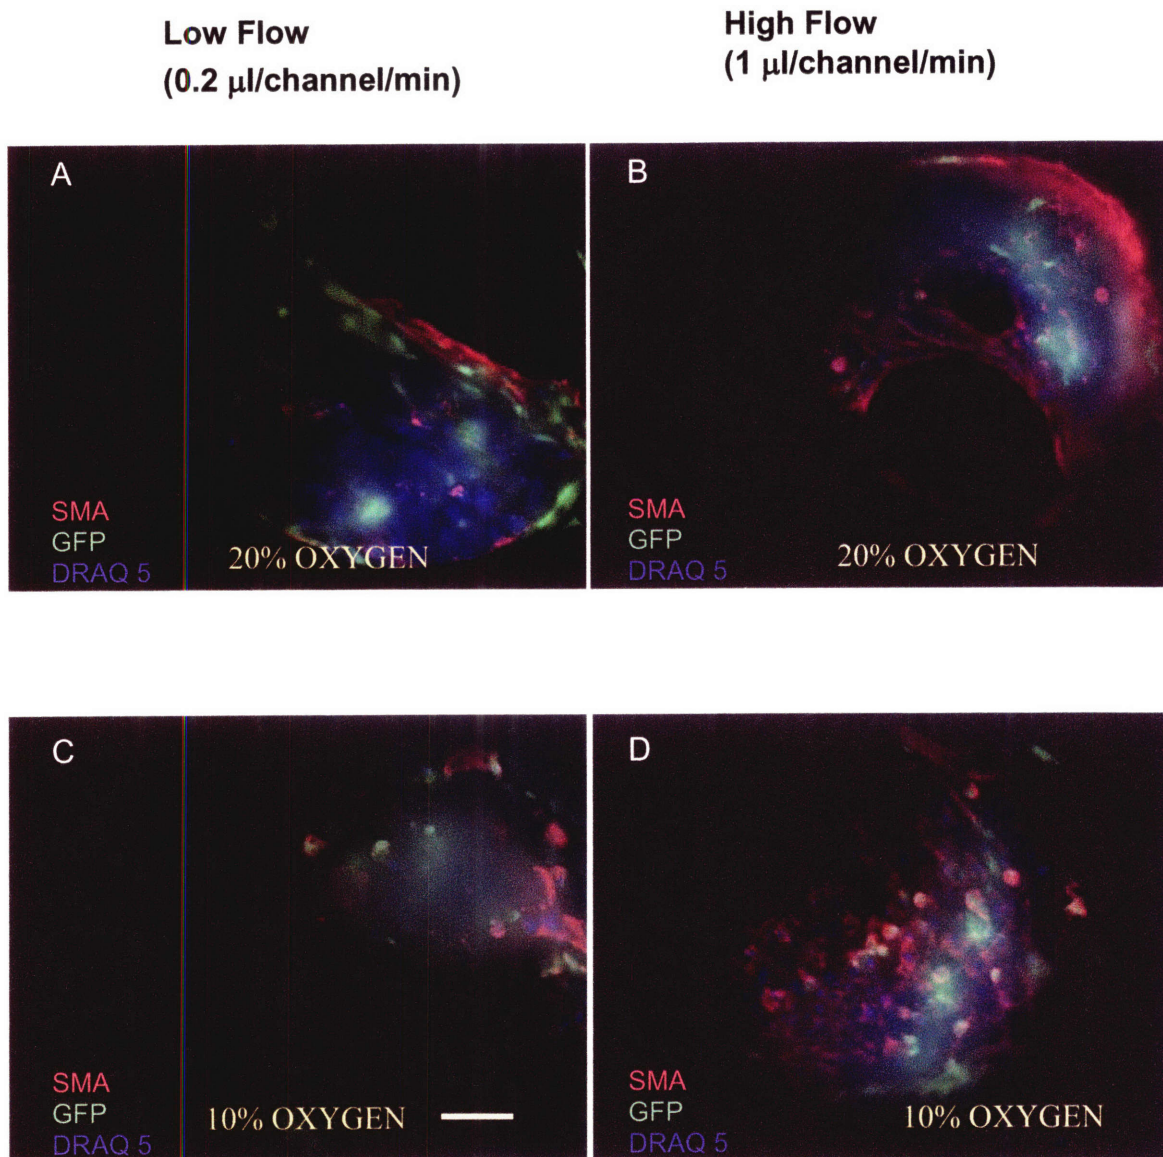 Low Flow
(0.2 μl/channel/min)
High Flow
(1 μl/channel/min)
A
SMA
GFP
DRAQ 5
20% OXYGEN
B
SMA
GFP
DRAQ 5
20% OXYGEN
C
SMA
GFP
DRAQ 5
10% OXYGEN
D
SMA
GFP
DRAQ 5
10% OXYGEN